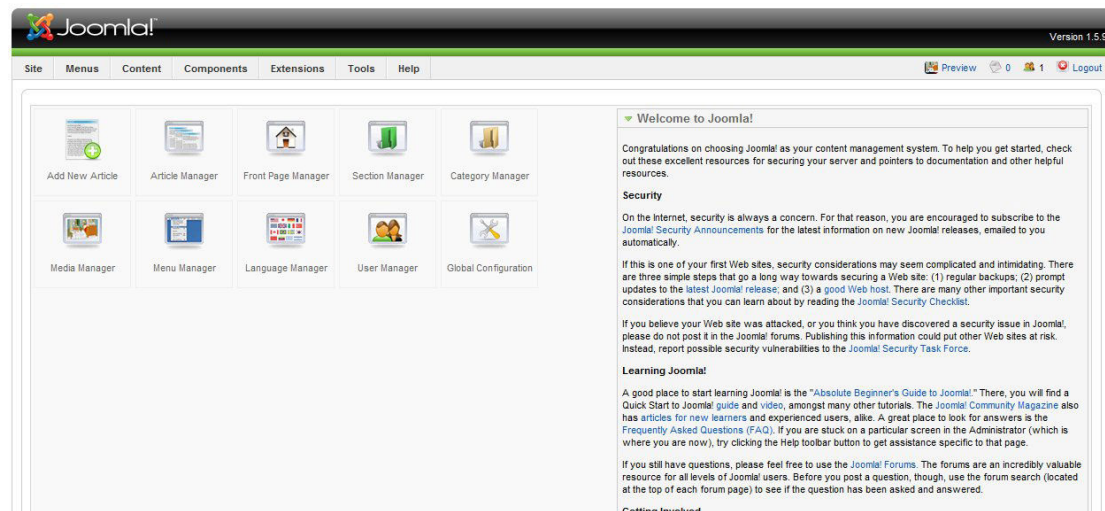 Joomla!
Version 1.5.9
Site Menus Content Components Extensions Tools Help
Preview 0 1 Logout
Add New Article Article Manager Front Page Manager Section Manager Category Manager
Media Manager Menu Manager Language Manager User Manager Global Configuration
Welcome to Joomla!
Congratulations on choosing Joomla! as your content management system. To help you get started, check
out these excellent resources for securing your server and pointers to documentation and other helpful
resources.
Security
On the Internet, security is always a concern. For that reason, you are encouraged to subscribe to the
Joomla! Security Announcements for the latest information on new Joomla! releases, emailed to you
automatically.
If this is one of your first Web sites, security considerations may seem complicated and intimidating. There
are three simple steps that go a long way towards securing a Web site: (1) regular backups; (2) prompt
updates to the latest Joomla! release; and (3) a good Web host. There are many other important security
considerations that you can learn about by reading the Joomla! Security Checklist.
If you believe your Web site was attacked, or you think you have discovered a security issue in Joomla!,
please do not post it in the Joomla! forums. Publishing this information could put other Web sites at risk.
Instead, report possible security vulnerabilities to the Joomla! Security Task Force.
Learning Joomla!
A good place to start learning Joomla! is the "Absolute Beginner's Guide to Joomla!." There, you will find a
Quick Start to Joomla! guide and video, amongst many other tutorials. The Joomla! Community Magazine also
has articles for new learners and experienced users, alike. A great place to look for answers is the
Frequently Asked Questions (FAQ). If you are stuck on a particular screen in the Administrator (which is
where you are now), try clicking the Help toolbar button to get assistance specific to that page.
If you still have questions, please feel free to use the Joomla! Forums. The forums are an incredibly valuable
resource for all levels of Joomla! users. Before you post a question, though, use the forum search (located
at the top of each forum page) to see if the question has been asked and answered.
Getting Involved